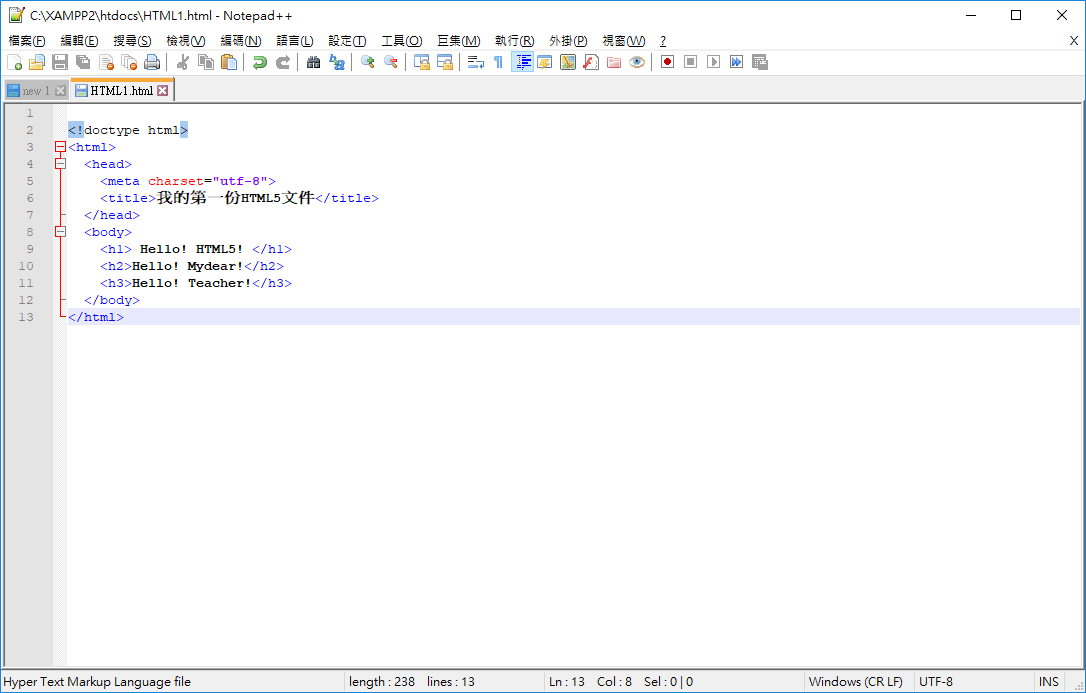 C:\XAMPP2\htdocs\HTML1.html - Notepad++
檔案(F) 編輯(E) 搜尋(S) 檢視(V) 編碼(N) 語言(L) 設定(T) 工具(O) 巨集(M) 執行(R) 外掛(P) 視窗(W) ? X
new 1 HTML1.html
1
2 <!doctype html>
3 <html>
4 <head>
5 <meta charset="utf-8">
6 <title>我的第一份HTML5文件</title>
7 </head>
8 <body>
9 <h1> Hello! HTML5! </h1>
10 <h2>Hello! Mydear!</h2>
11 <h3>Hello! Teacher!</h3>
12 </body>
13 </html>
Hyper Text Markup Language file length : 238 lines : 13 Ln : 13 Col : 8 Sel : 0 | 0 Windows (CR LF) UTF-8 INS